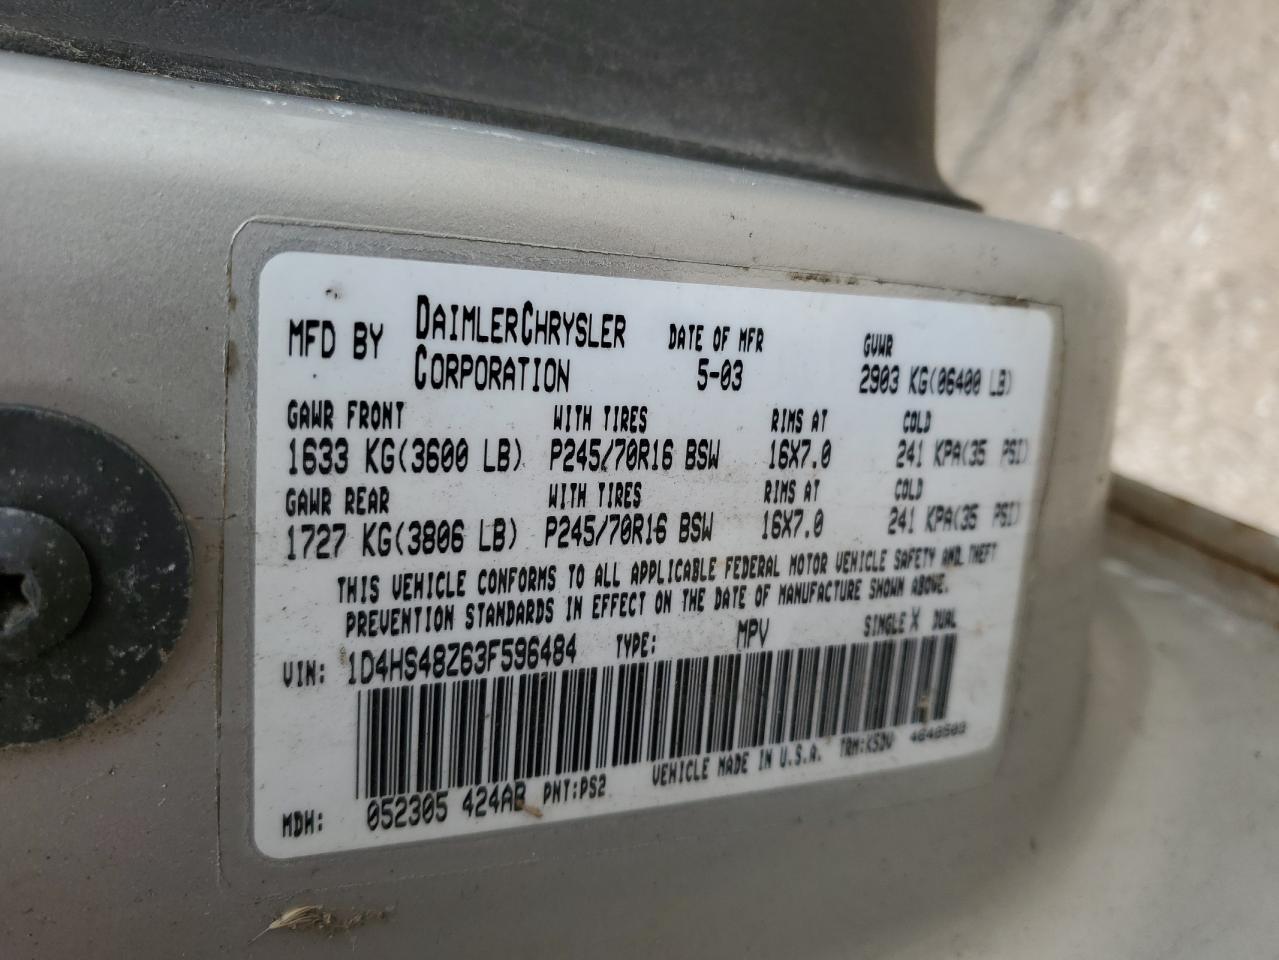 MFD BY DAIMLERCHRYSLER CORPORATION DATE OF MFR 5-03 GVWR 2903 KG(06400 LB)
GAWR FRONT WITH TIRES RIMS AT COLD
1633 KG(3600 LB) P245/70R16 BSW 16X7.0 241 KPA(35 PSI)
GAWR REAR WITH TIRES RIMS AT COLD
1727 KG(3806 LB) P245/70R16 BSW 16X7.0 241 KPA(35 PSI)
THIS VEHICLE CONFORMS TO ALL APPLICABLE FEDERAL MOTOR VEHICLE SAFETY AND THEFT
PREVENTION STANDARDS IN EFFECT ON THE DATE OF MANUFACTURE SHOWN ABOVE.
VIN: 1D4HS48Z63F596484 TYPE: MPV SINGLE X DUAL
MDH: 052305 424AB PNT:PS2 VEHICLE MADE IN U.S.A. TRM:K5DV